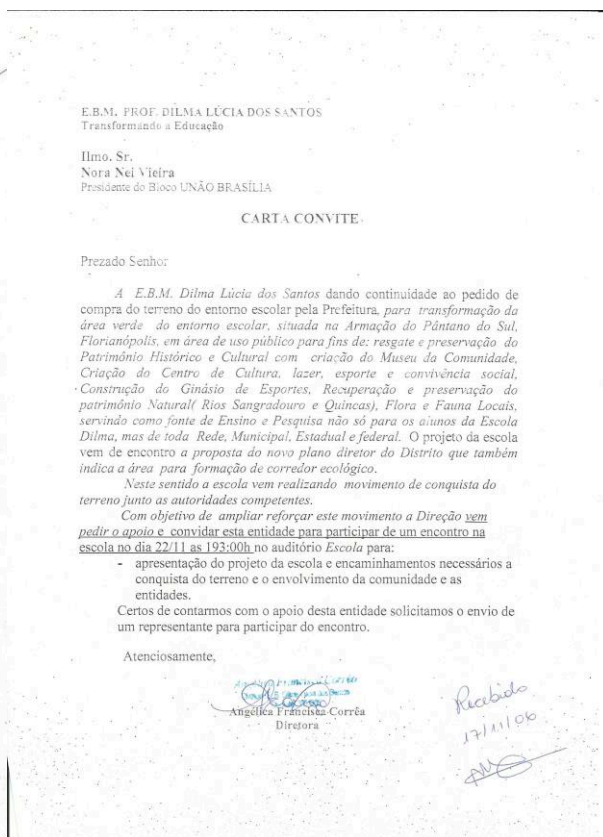 E.B.M. PROF. DILMA LÚCIA DOS SANTOS
Transformando a Educação
Ilmo. Sr.
Nora Nei Vieira
Presidente do Bloco UNÃO BRASÍLIA
CARTA CONVITE
Prezado Senhor
A E.B.M. Dilma Lúcia dos Santos dando continuidade ao pedido de
compra do terreno do entorno escolar pela Prefeitura, para transformação da
área verde do entorno escolar, situada na Armação do Pântano do Sul,
Florianópolis, em área de uso público para fins de: resgate e preservação do
Patrimônio Histórico e Cultural com criação do Museu da Comunidade,
Criação do Centro de Cultura, lazer, esporte e convivência social,
Construção do Ginásio de Esportes, Recuperação e preservação do
patrimônio Natural( Rios Sangradouro e Quincas), Flora e Fauna Locais,
servindo como fonte de Ensino e Pesquisa não só para os alunos da Escola
Dilma, mas de toda Rede, Municipal, Estadual e federal. O projeto da escola
vem de encontro a proposta do novo plano diretor do Distrito que também
indica a área para formação de corredor ecológico.
Neste sentido a escola vem realizando movimento de conquista do
terreno junto as autoridades competentes.
Com objetivo de ampliar reforçar este movimento a Direção vem
pedir o apoio e convidar esta entidade para participar de um encontro na
escola no dia 22/11 as 193:00h no auditório Escola para:
- apresentação do projeto da escola e encaminhamentos necessários a
conquista do terreno e o envolvimento da comunidade e as
entidades.
Certos de contarmos com o apoio desta entidade solicitamos o envio de
um representante para participar do encontro.
Atenciosamente,
Angélica Francisca Corrêa
Diretora
Recebido
17/11/06